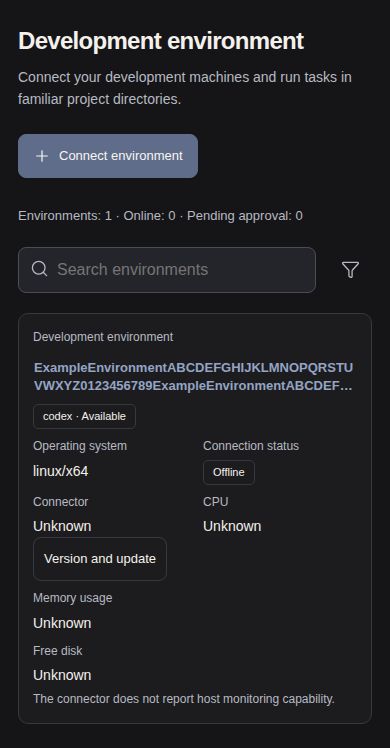 Development environment
Connect your development machines and run tasks in
familiar project directories.
Connect environment
Environments: 1 · Online: 0 · Pending approval: 0
Search environments
Development environment
ExampleEnvironmentABCDEFGHIJKLMNOPQRSTU
VWXYZ0123456789ExampleEnvironmentABCDEF…
codex · Available
Operating system
linux/x64
Connection status
Offline
Connector
Unknown
Version and update
CPU
Unknown
Memory usage
Unknown
Free disk
Unknown
The connector does not report host monitoring capability.